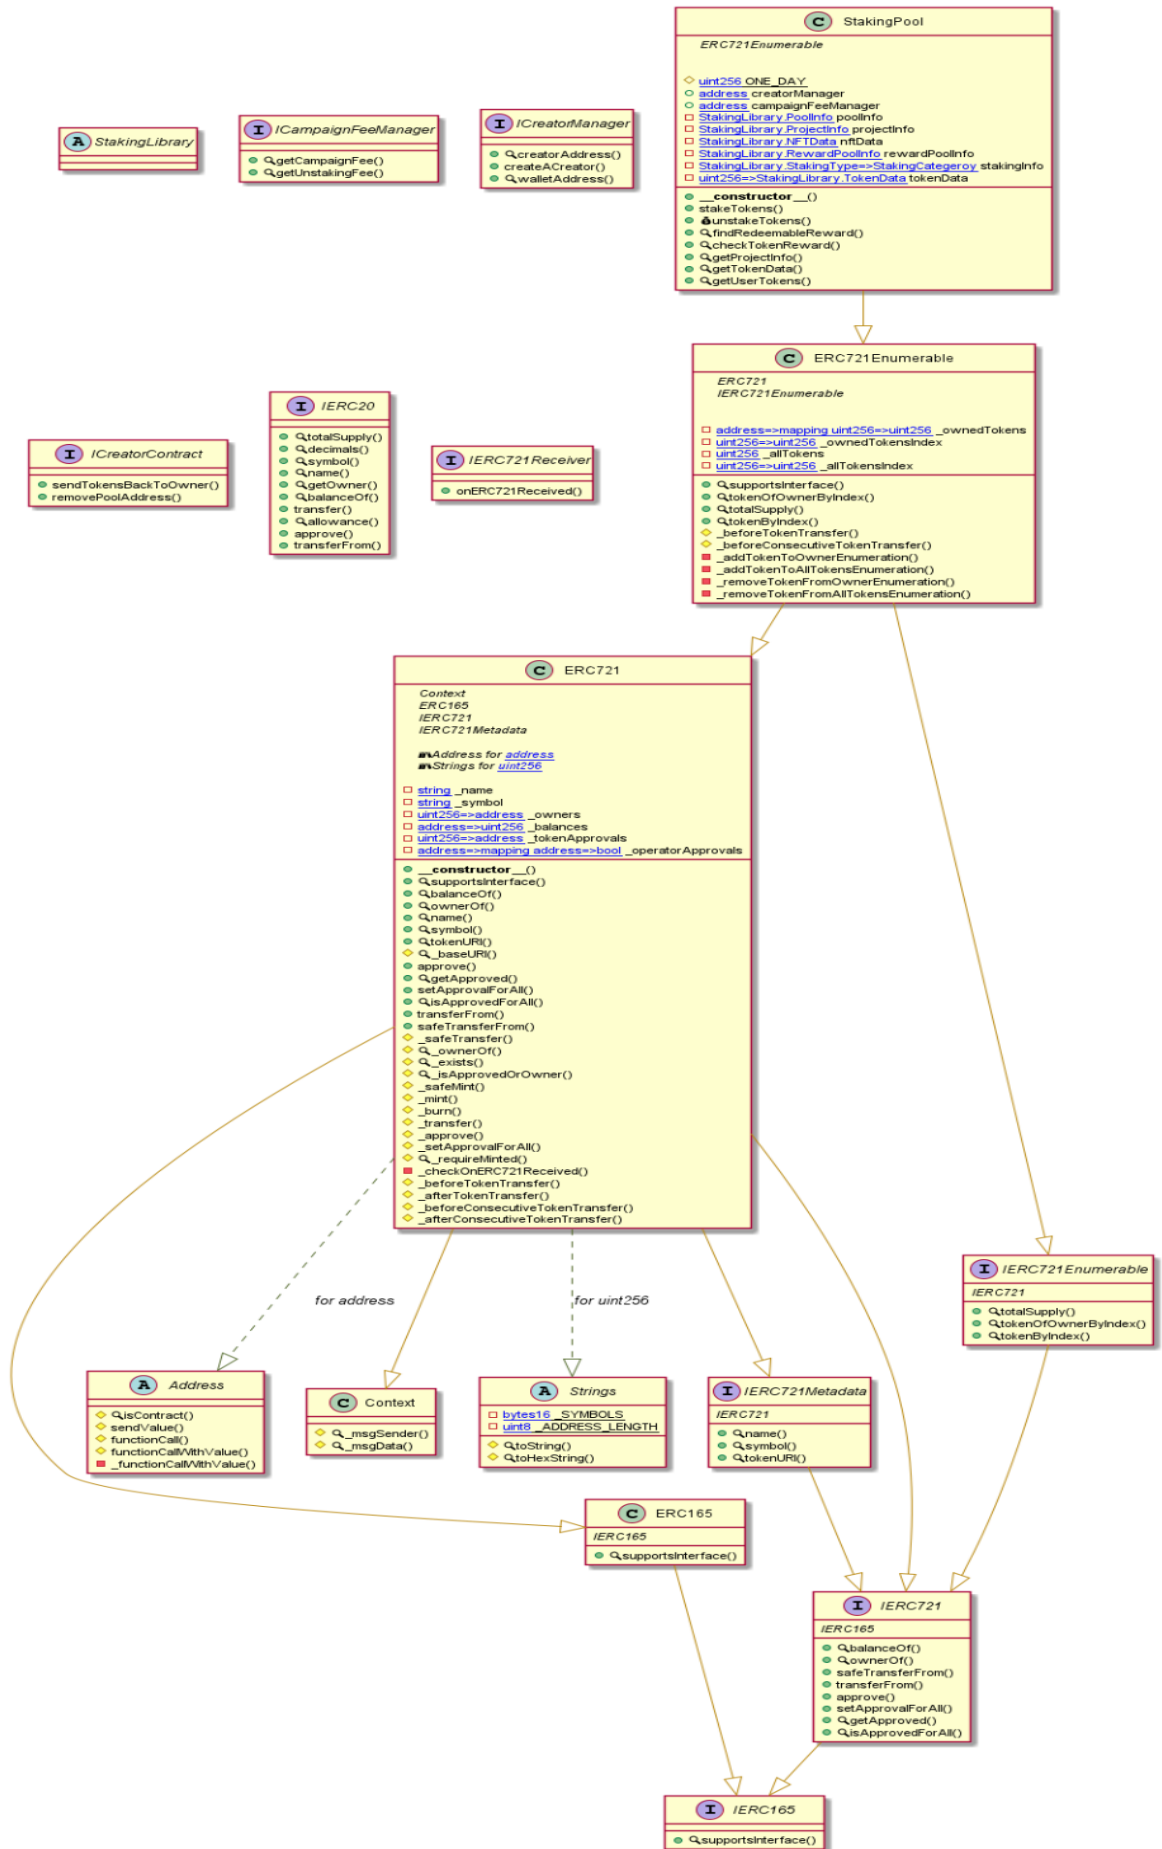 C StakingPool
ERC721Enumerable
uint256 ONE_DAY
address creatorManager
address campaignFeeManager
StakingLibrary.PoolInfo poolInfo
StakingLibrary.ProjectInfo projectInfo
StakingLibrary.NFTData nftData
StakingLibrary.RewardPoolInfo rewardPoolInfo
StakingLibrary.StakingType=>StakingCategeroy stakingInfo
uint256=>StakingLibrary.TokenData tokenData
__constructor__()
stakeTokens()
unstakeTokens()
findRedeemableReward()
checkTokenReward()
getProjectInfo()
getTokenData()
getUserTokens()
A StakingLibrary
I ICampaignFeeManager
getCampaignFee()
getUnstakingFee()
I ICreatorManager
creatorAddress()
createACreator()
walletAddress()
C ERC721Enumerable
ERC721
IERC721Enumerable
address=>mapping uint256=>uint256 _ownedTokens
uint256=>uint256 _ownedTokensIndex
uint256 _allTokens
uint256=>uint256 _allTokensIndex
supportsInterface()
tokenOfOwnerByIndex()
totalSupply()
tokenByIndex()
_beforeTokenTransfer()
_beforeConsecutiveTokenTransfer()
_addTokenToOwnerEnumeration()
_addTokenToAllTokensEnumeration()
_removeTokenFromOwnerEnumeration()
_removeTokenFromAllTokensEnumeration()
I ICreatorContract
sendTokensBackToOwner()
removePoolAddress()
I IERC20
totalSupply()
decimals()
symbol()
name()
getOwner()
balanceOf()
transfer()
allowance()
approve()
transferFrom()
I IERC721Receiver
onERC721Received()
C ERC721
Context
ERC165
IERC721
IERC721Metadata
Address for address
Strings for uint256
string _name
string _symbol
uint256=>address _owners
address=>uint256 _balances
uint256=>address _tokenApprovals
address=>mapping address=>bool _operatorApprovals
__constructor__()
supportsInterface()
balanceOf()
ownerOf()
name()
symbol()
tokenURI()
_baseURI()
approve()
getApproved()
setApprovalForAll()
isApprovedForAll()
transferFrom()
safeTransferFrom()
_safeTransfer()
_ownerOf()
_exists()
_isApprovedOrOwner()
_safeMint()
_mint()
_burn()
_transfer()
_approve()
_setApprovalForAll()
_requireMinted()
_checkOnERC721Received()
_beforeTokenTransfer()
_afterTokenTransfer()
_beforeConsecutiveTokenTransfer()
_afterConsecutiveTokenTransfer()
for address
for uint256
I IERC721Enumerable
IERC721
totalSupply()
tokenOfOwnerByIndex()
tokenByIndex()
A Address
isContract()
sendValue()
functionCall()
functionCallWithValue()
_functionCallWithValue()
C Context
_msgSender()
_msgData()
A Strings
bytes16 _SYMBOLS
uint8 _ADDRESS_LENGTH
toString()
toHexString()
I IERC721Metadata
IERC721
name()
symbol()
tokenURI()
C ERC165
IERC165
supportsInterface()
I IERC721
IERC165
balanceOf()
ownerOf()
safeTransferFrom()
transferFrom()
approve()
setApprovalForAll()
getApproved()
isApprovedForAll()
I IERC165
supportsInterface()